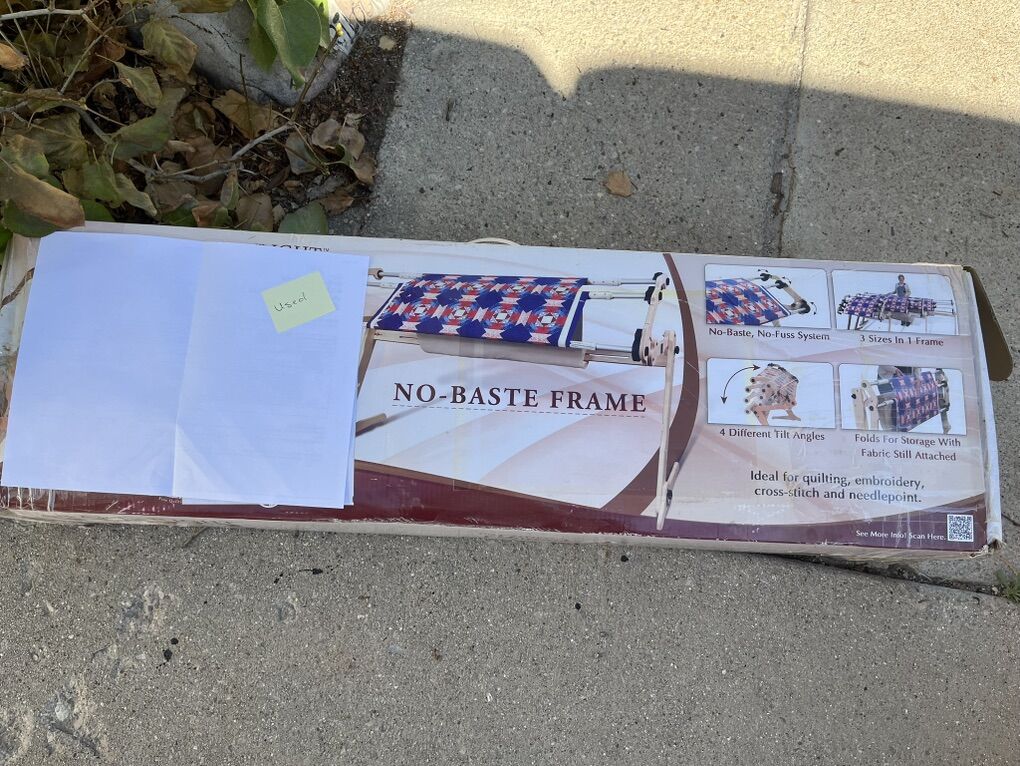 used
NO-BASTE FRAME
No-Baste, No-Fuss System
3 Sizes In 1 Frame
4 Different Tilt Angles
Folds For Storage With
Fabric Still Attached
Ideal for quilting, embroidery,
cross-stitch and needlepoint.
See More Info! Scan Here.